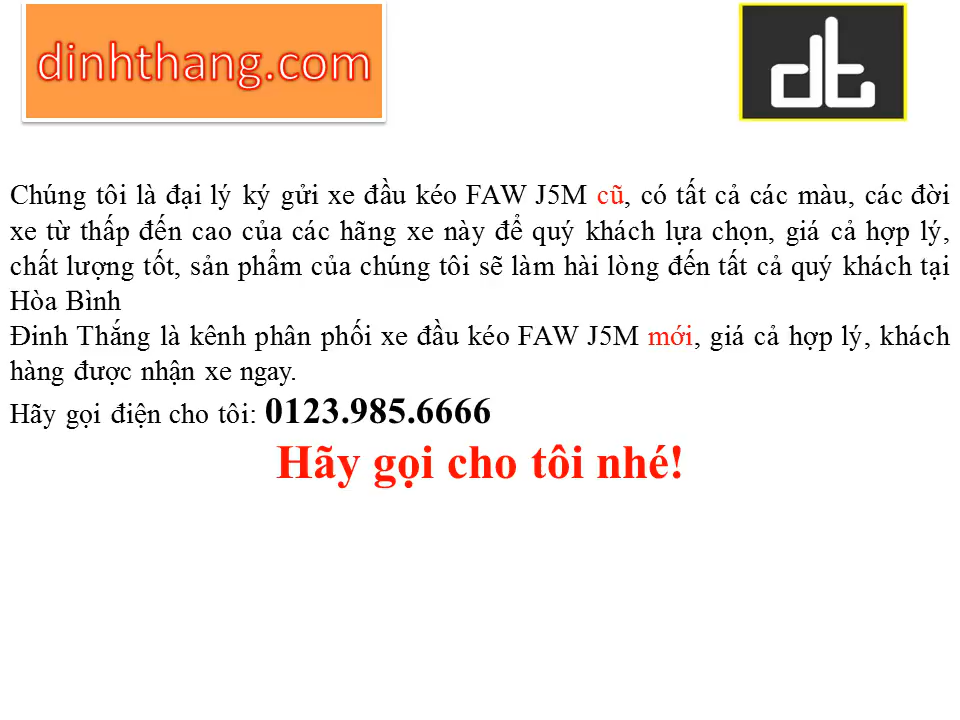 dinhthang.com
dt
Chúng tôi là đại lý ký gửi xe đầu kéo FAW J5M cũ, có tất cả các màu, các đời
xe từ thấp đến cao của các hãng xe này để quý khách lựa chọn, giá cả hợp lý,
chất lượng tốt, sản phẩm của chúng tôi sẽ làm hài lòng đến tất cả quý khách tại
Hòa Bình
Đinh Thắng là kênh phân phối xe đầu kéo FAW J5M mới, giá cả hợp lý, khách
hàng được nhận xe ngay.
Hãy gọi điện cho tôi: 0123.985.6666
Hãy gọi cho tôi nhé!